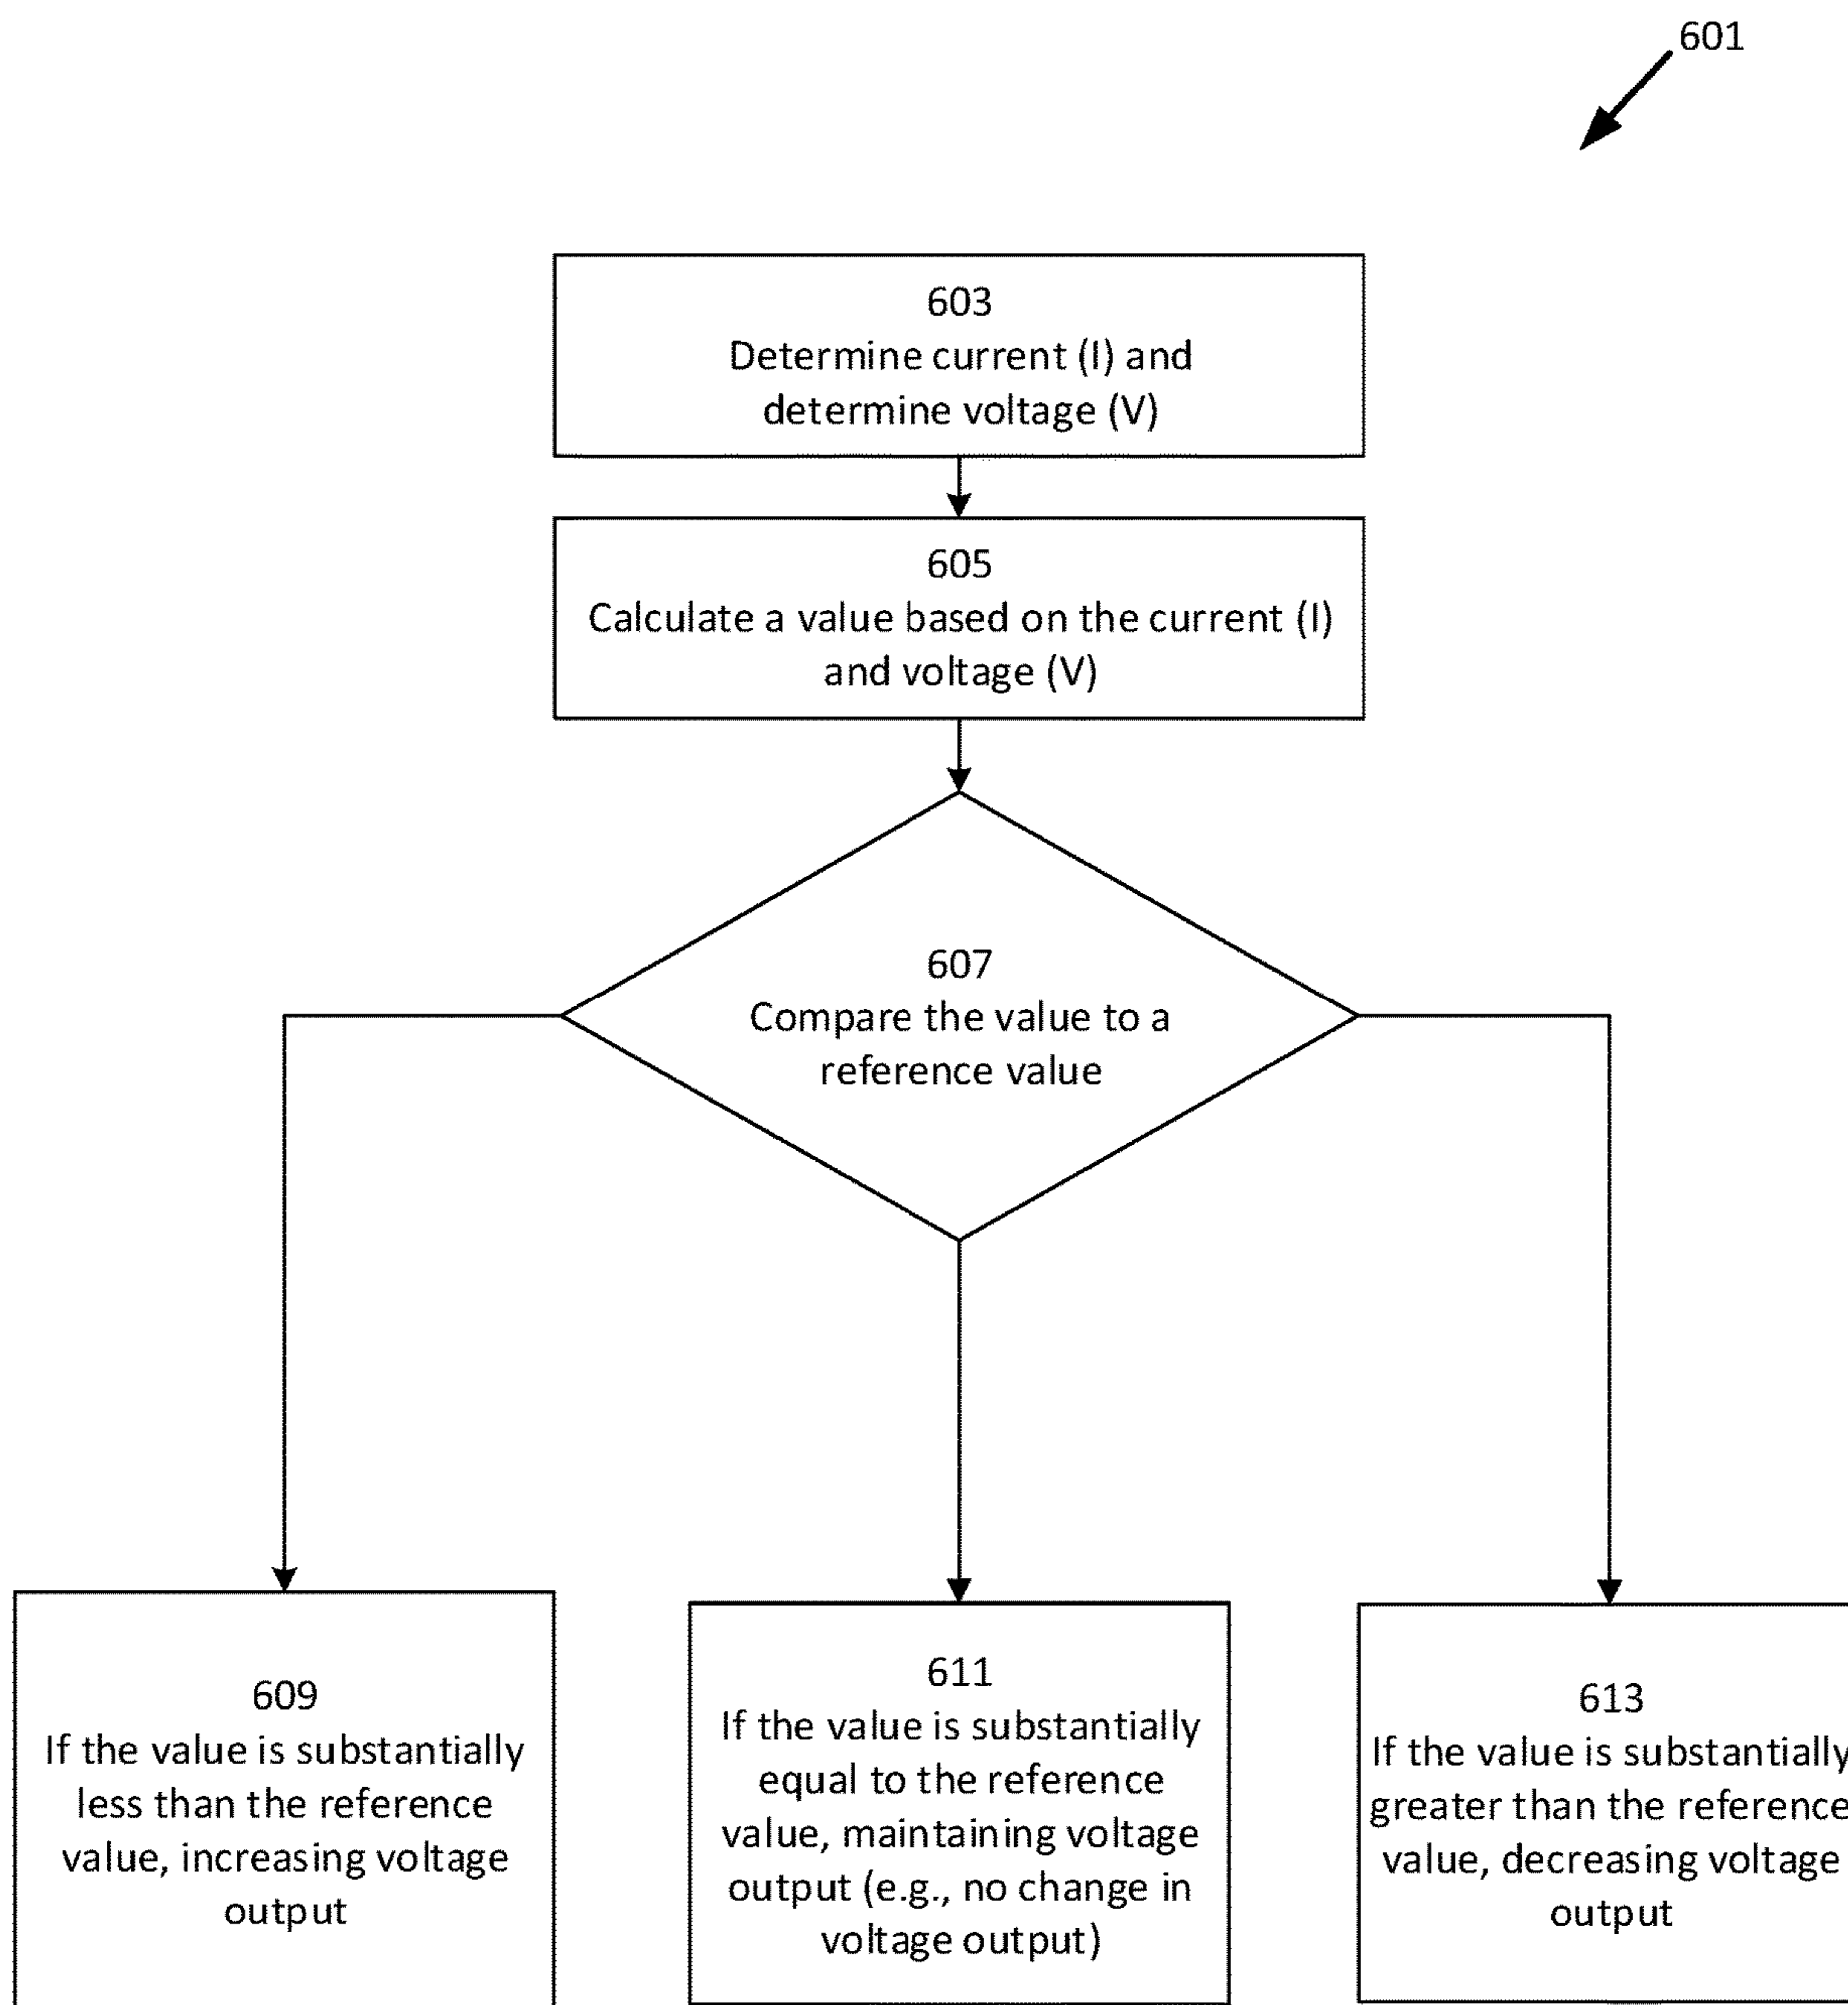 601
603
Determine current (I) and
determine voltage (V)
605
Calculate a value based on the current (I)
and voltage (V)
607
Compare the value to a
reference value
609
If the value is substantially
less than the reference
value, increasing voltage
output
611
If the value is substantially
equal to the reference
value, maintaining voltage
output (e.g., no change in
voltage output)
613
If the value is substantially
greater than the reference
value, decreasing voltage
output